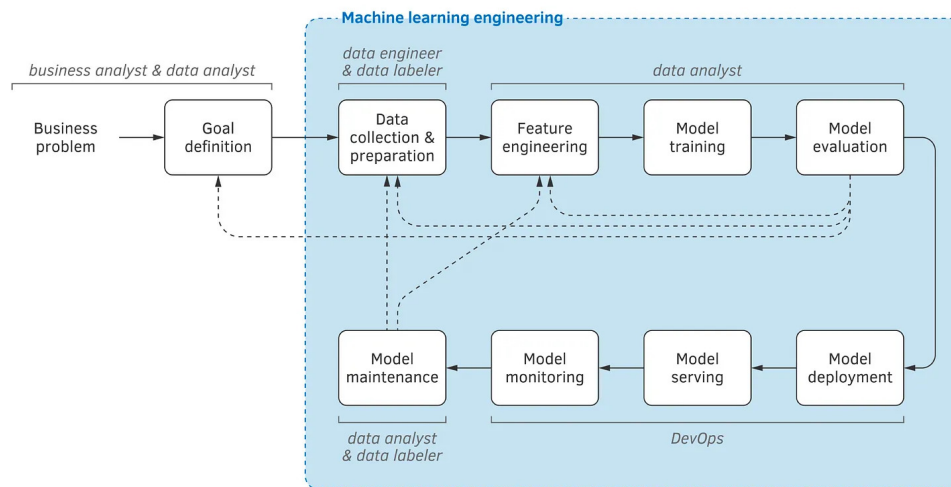 Machine learning engineering
data engineer
& data labeler
business analyst & data analyst
data analyst
Business
problem
Goal
definition
Data
collection &
preparation
Feature
engineering
Model
training
Model
evaluation
Model
maintenance
Model
monitoring
Model
serving
Model
deployment
data analyst
& data labeler
DevOps